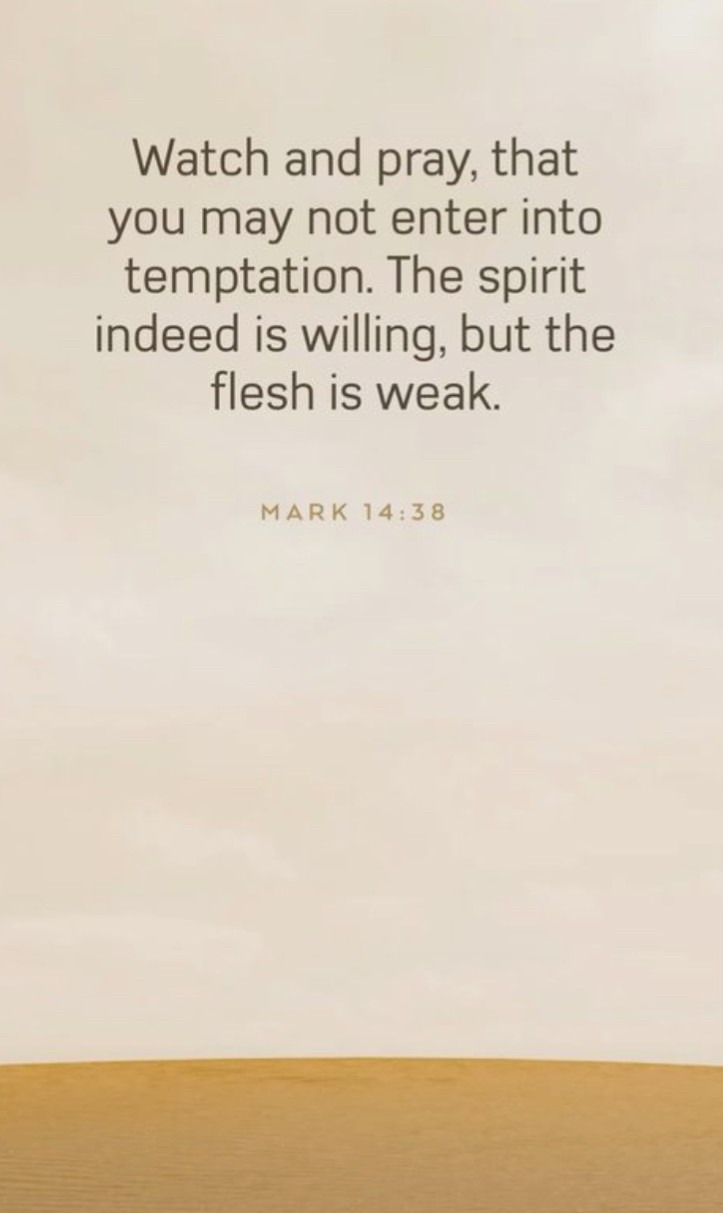 Watch and pray, that
you may not enter into
temptation. The spirit
indeed is willing, but the
flesh is weak.
MARK 14:38